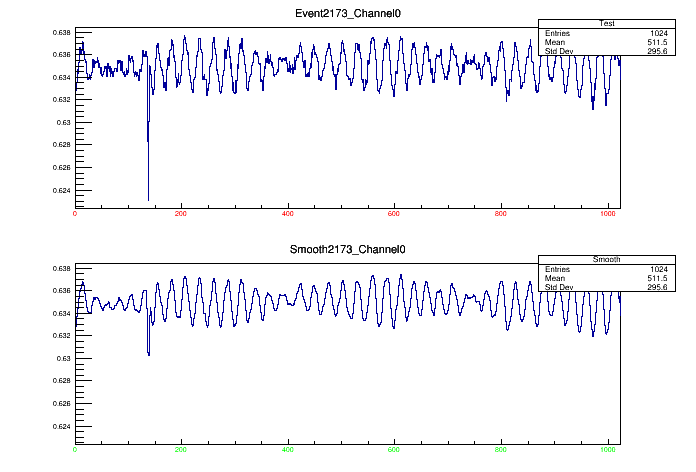 Event2173_Channel0
Test
Entries 1024
Mean 511.5
Std Dev 295.6
0.638
0.636
0.634
0.632
0.63
0.628
0.626
0.624
0 200 400 600 800 1000
Smooth2173_Channel0
Smooth
Entries 1024
Mean 511.5
Std Dev 295.6
0.638
0.636
0.634
0.632
0.63
0.628
0.626
0.624
0 200 400 600 800 1000